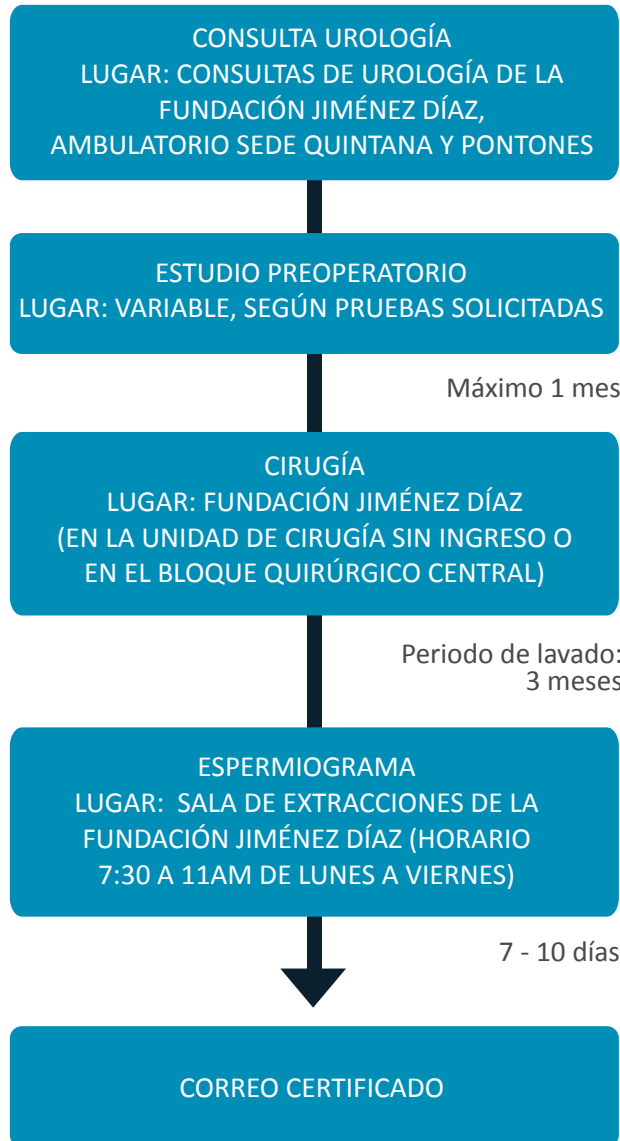 CONSULTA UROLOGÍA
LUGAR: CONSULTAS DE UROLOGÍA DE LA
FUNDACIÓN JIMÉNEZ DÍAZ,
AMBULATORIO SEDE QUINTANA Y PONTONES
ESTUDIO PREOPERATORIO
LUGAR: VARIABLE, SEGÚN PRUEBAS SOLICITADAS
Máximo 1 mes
CIRUGÍA
LUGAR: FUNDACIÓN JIMÉNEZ DÍAZ
(EN LA UNIDAD DE CIRUGÍA SIN INGRESO O
EN EL BLOQUE QUIRÚRGICO CENTRAL)
Periodo de lavado:
3 meses
ESPERMIOGRAMA
LUGAR: SALA DE EXTRACCIONES DE LA
FUNDACIÓN JIMÉNEZ DÍAZ (HORARIO
7:30 A 11AM DE LUNES A VIERNES)
7 - 10 días
CORREO CERTIFICADO